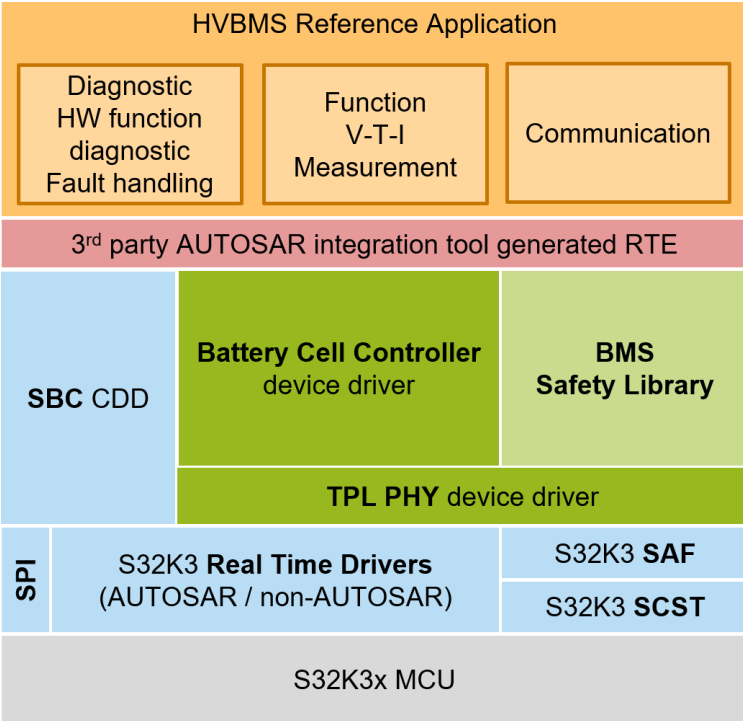 HVBMS Reference Application
Diagnostic
HW function
diagnostic
Fault handling
Function
V-T-I
Measurement
Communication
3rd party AUTOSAR integration tool generated RTE
SBC CDD
Battery Cell Controller
device driver
BMS
Safety Library
TPL PHY device driver
SPI
S32K3 Real Time Drivers
(AUTOSAR / non-AUTOSAR)
S32K3 SAF
S32K3 SCST
S32K3x MCU